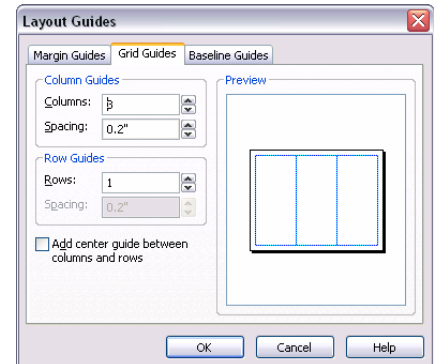 Layout Guides
Margin Guides Grid Guides Baseline Guides
Column Guides
Columns: 3
Spacing: 0.2"
Row Guides
Rows: 1
Spacing: 0.2"
Add center guide between
columns and rows
Preview
OK Cancel Help